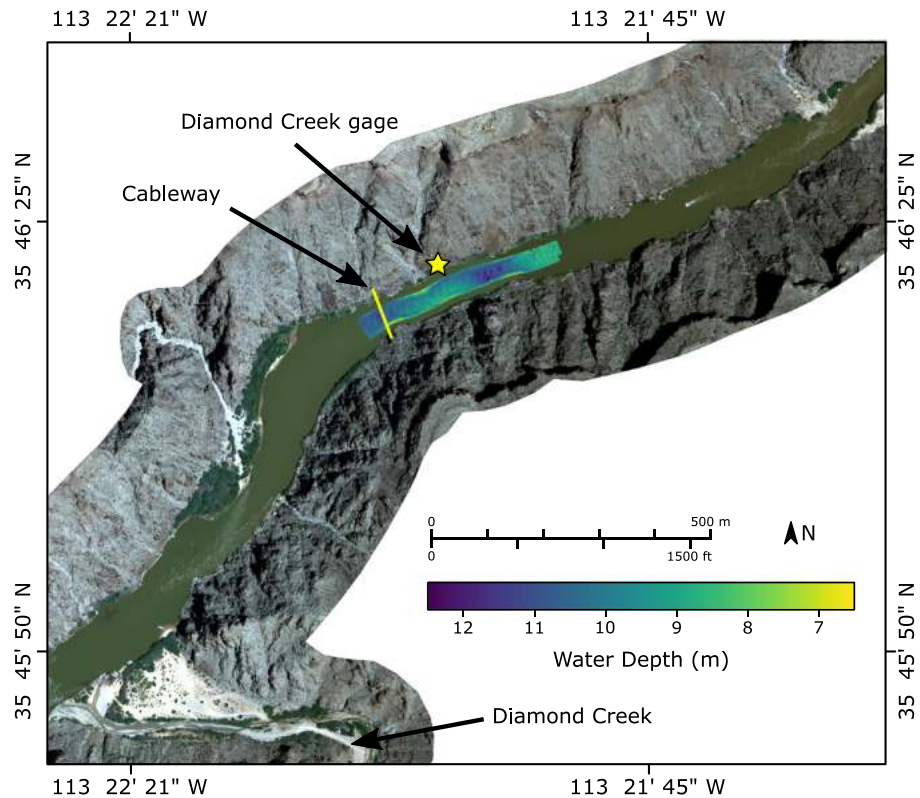 113  22' 21" W
113  21' 45" W
Diamond Creek gage
Cableway
35  46' 25" N
35  46' 25" N
0
500 m
N
0
1500 ft
35  45' 50" N
35  45' 50" N
12
11
10
9
8
7
Water Depth (m)
Diamond Creek
113  22' 21" W
113  21' 45" W